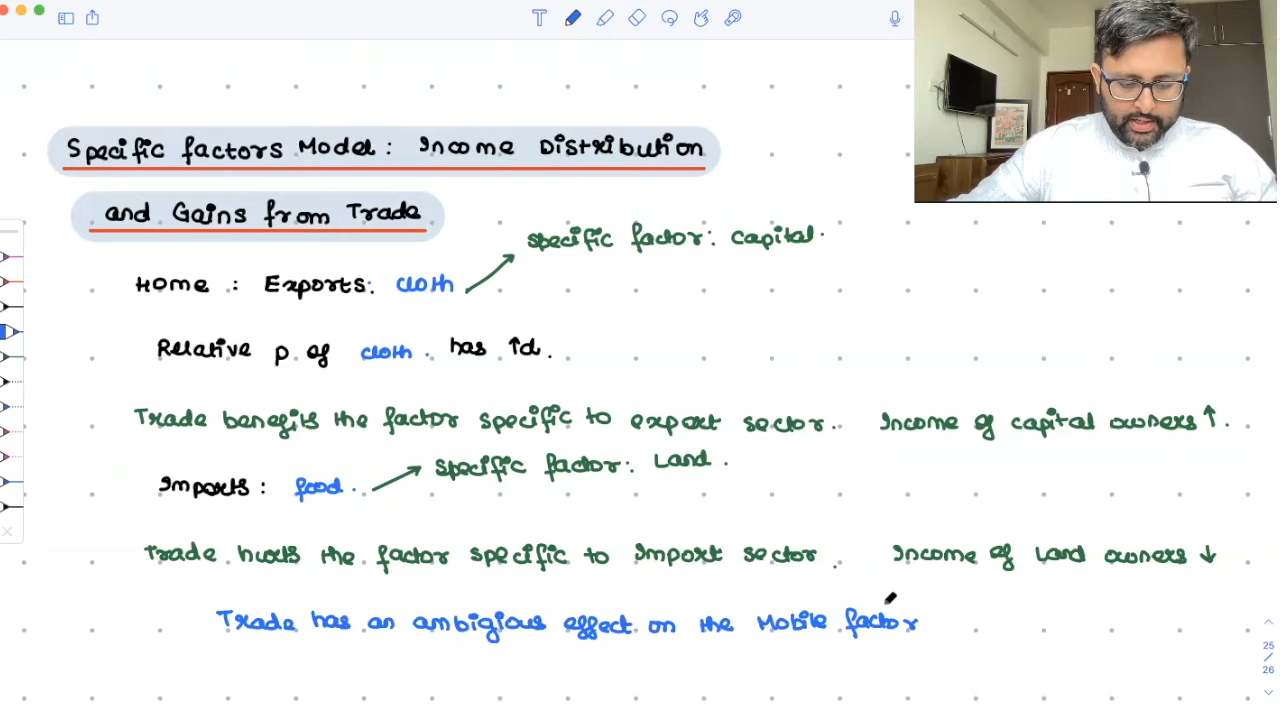 Specific factors Model: Income Distribution
and Gains from Trade
specific factor: capital.
Home : Exports: cloth
Relative p of cloth. has ↑d.
Trade benefits the factor specific to export sector. Income of capital owners ↑.
specific factor: Land.
Imports: food.
Trade hurts the factor specific to Import sector. Income of Land owners ↓
Trade has an ambigious effect on the Mobile factor
25
/
26